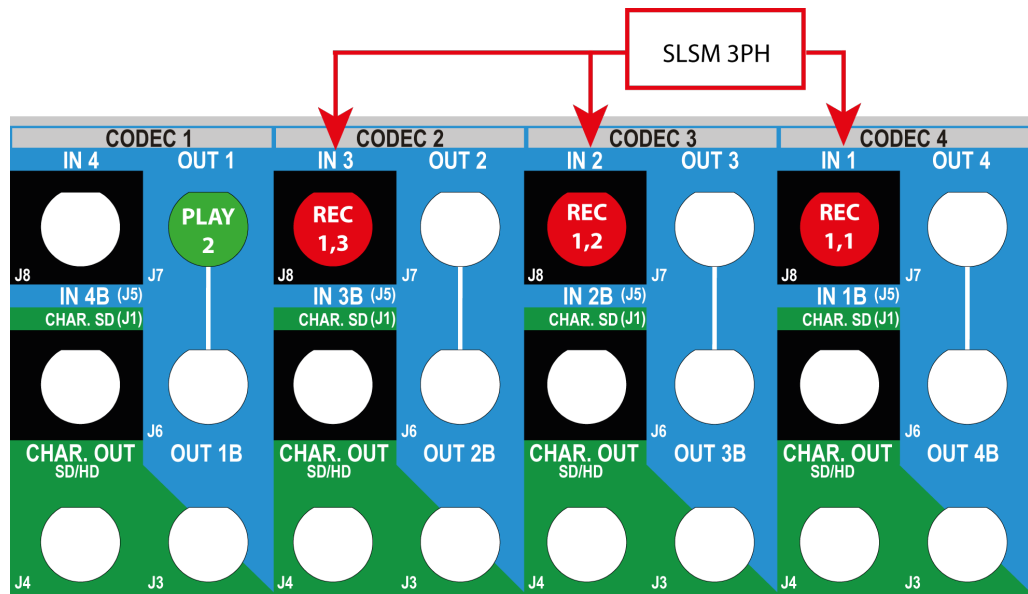 SLSM 3PH
CODEC 1 CODEC 2 CODEC 3 CODEC 4
IN 4 OUT 1 IN 3 OUT 2 IN 2 OUT 3 IN 1 OUT 4
PLAY
2
REC
1,3
REC
1,2
REC
1,1
J8 J7 J8 J7 J8 J7 J8 J7
IN 4B (J5) IN 3B (J5) IN 2B (J5) IN 1B (J5)
CHAR. SD (J1) CHAR. SD (J1) CHAR. SD (J1) CHAR. SD (J1)
J6 J6 J6 J6
CHAR. OUT OUT 1B CHAR. OUT OUT 2B CHAR. OUT OUT 3B CHAR. OUT OUT 4B
SD/HD SD/HD SD/HD SD/HD
J4 J3 J4 J3 J4 J3 J4 J3